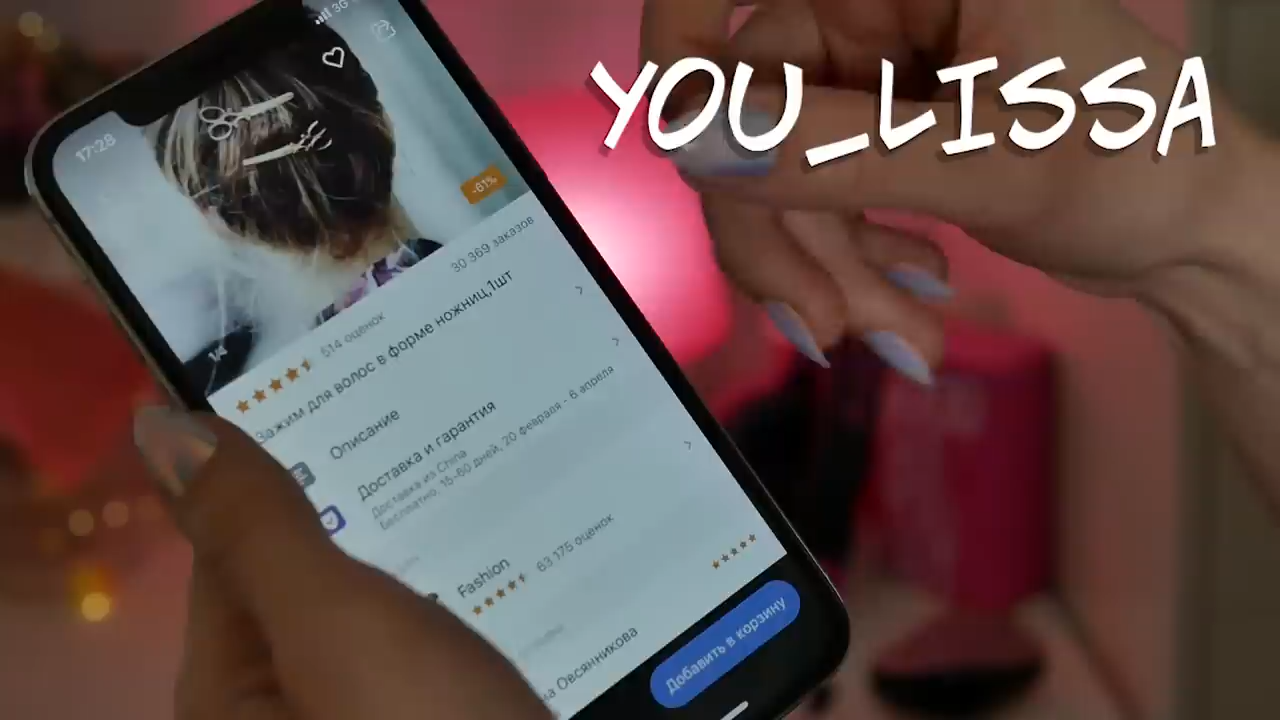 YOU_LISSA
3G
17:28
-61%
30 369 заказов
514 оценок
Зажим для волос в форме ножниц,1шт
Описание
Доставка и гарантия
Доставка из China
Бесплатно, 15-60 дней, 20 февраля - 6 апреля
Fashion
63 175 оценок
Овсянникова
Добавить в корзину